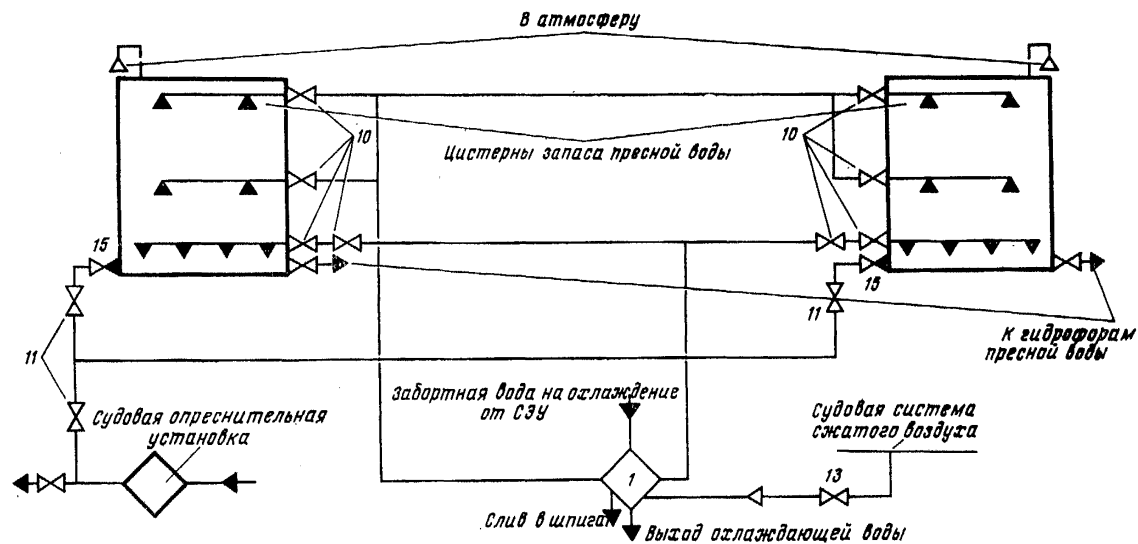 В атмосферу
10
Цистерны запаса пресной воды
10
15
15
11
11
К гидрофорам
пресной воды
Забортная вода на охлаждение
от СЭУ
Судовая опреснительная
установка
Судовая система
сжатого воздуха
1
13
Слив в шпигат
Выход охлаждающей воды